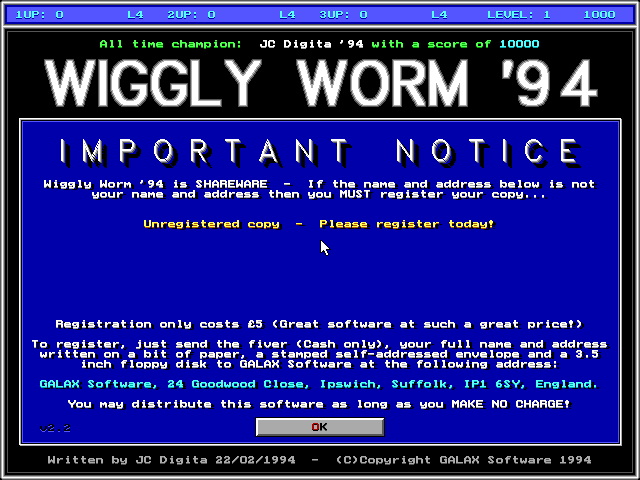 1UP: 0 L4 2UP: 0 L4 3UP: 0 L4 LEVEL: 1 1000
All time champion: JC Digita '94 with a score of 10000
WIGGLY WORM '94
IMPORTANT NOTICE
Wiggly Worm '94 is SHAREWARE - If the name and address below is not
your name and address then you MUST register your copy...
Unregistered copy - Please register today!
Registration only costs £5 (Great software at such a great price!)
To register, just send the fiver (Cash only), your full name and address
written on a bit of paper, a stamped self-addressed envelope and a 3.5
inch floppy disk to GALAX Software at the following address:
GALAX Software, 24 Goodwood Close, Ipswich, Suffolk, IP1 6SY, England.
You may distribute this software as long as you MAKE NO CHARGE!
v2.2
OK
Written by JC Digita 22/02/1994 - (C)Copyright GALAX Software 1994